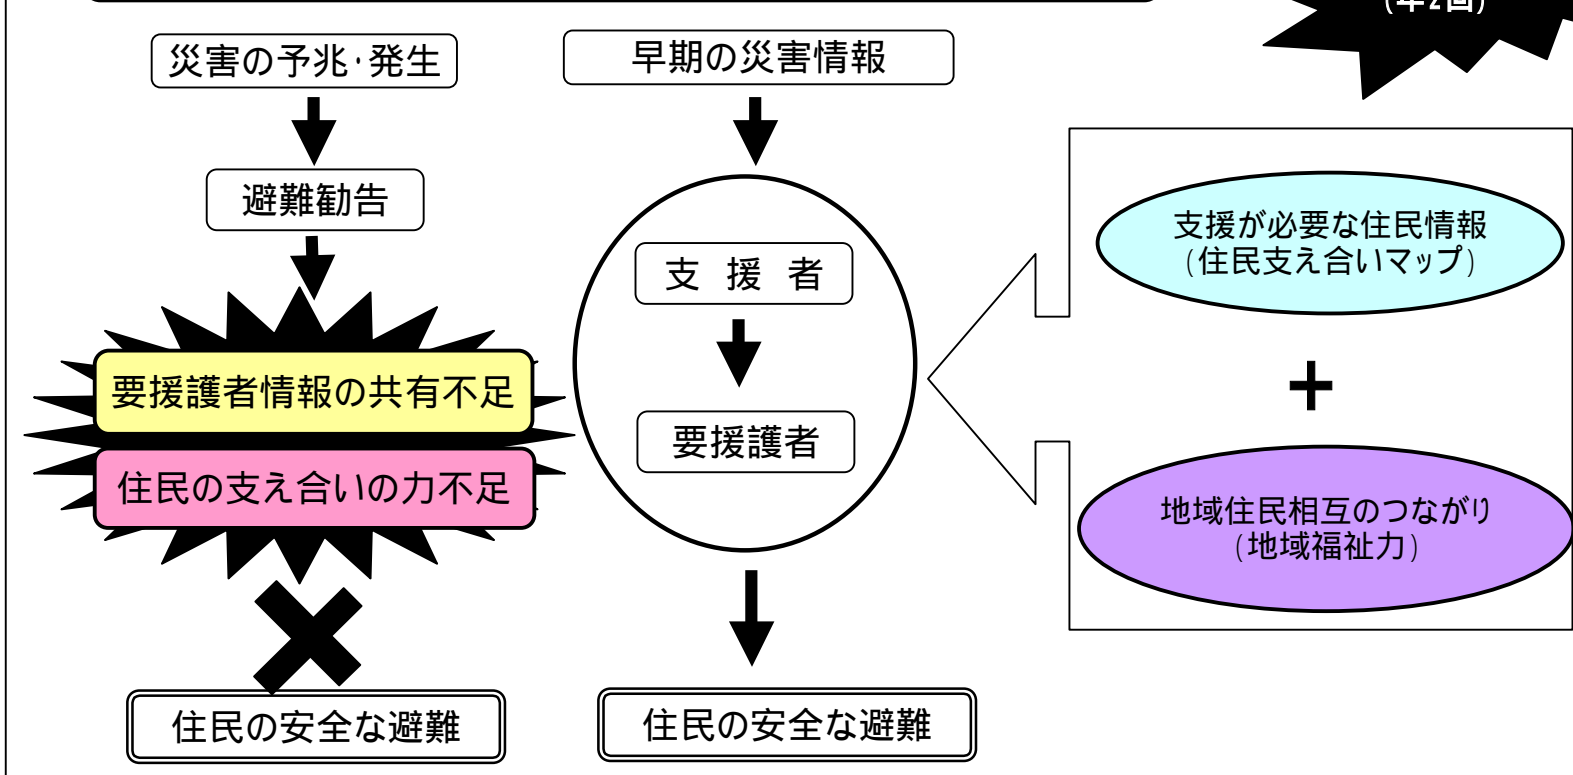 (年2回)
災害の予兆・発生
避難勧告
要援護者情報の共有不足
住民の支え合いの力不足
住民の安全な避難
早期の災害情報
支 援 者
要援護者
住民の安全な避難
支援が必要な住民情報
(住民支え合いマップ)
+
地域住民相互のつながり
(地域福祉力)